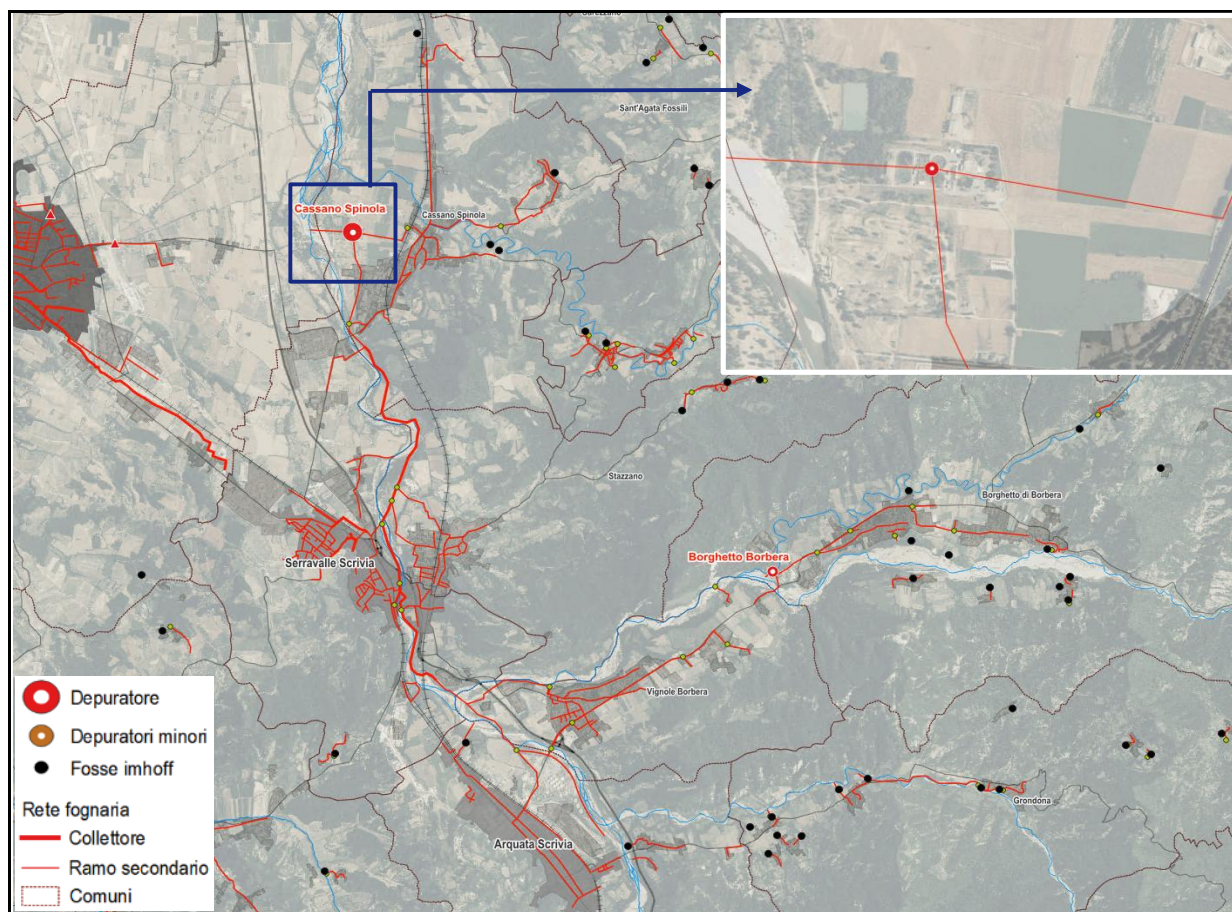 Carezzano
Sant'Agata Fossili
Cassano Spinola
Cassano Spinola
Stazzano
Borghetto di Borbera
Borghetto Borbera
Serravalle Scrivia
Vignole Borbera
Grondona
Arquata Scrivia
Depuratore
Depuratori minori
Fosse imhoff
Rete fognaria
Collettore
Ramo secondario
Comuni